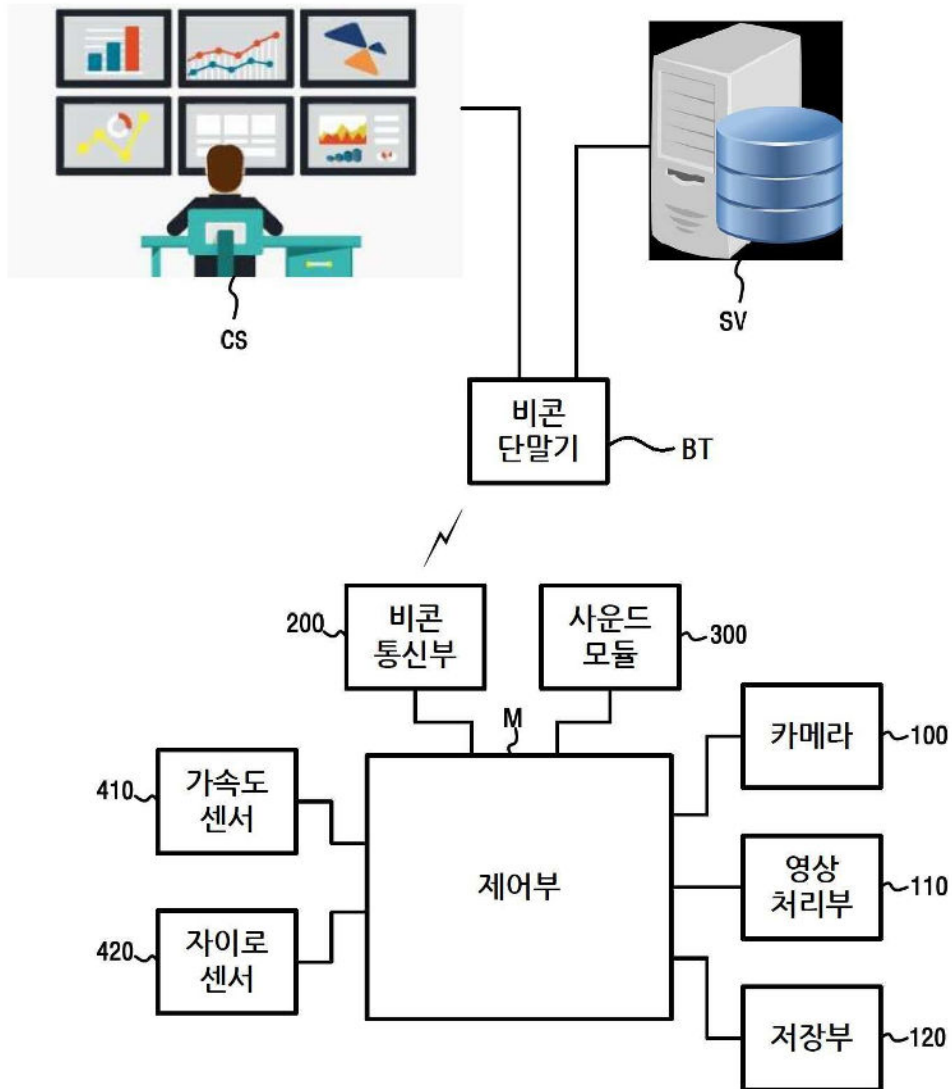 CS
SV
비콘
단말기
BT
200
비콘
통신부
사운드
모듈
300
M
카메라
100
410
가속도
센서
제어부
영상
처리부
110
420
자이로
센서
저장부
120